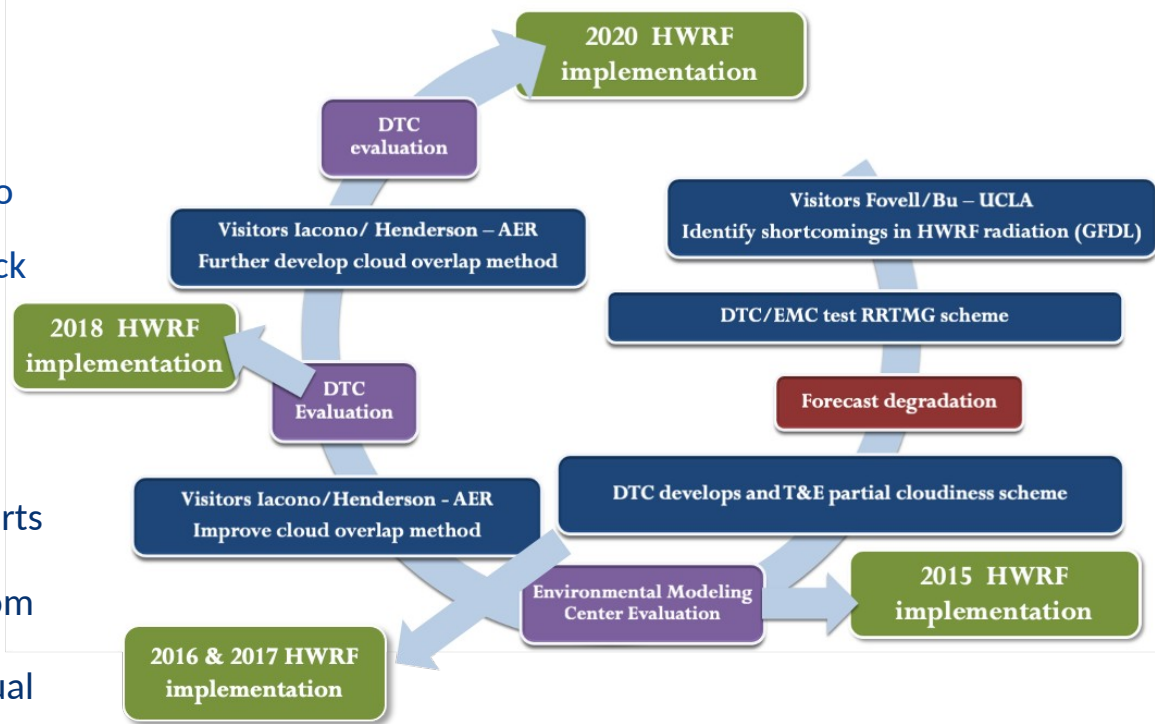 2020 HWRF
implementation
DTC
evaluation
Visitors Iacono/ Henderson – AER
Further develop cloud overlap method
2018 HWRF
implementation
DTC
Evaluation
Visitors Iacono/Henderson - AER
Improve cloud overlap method
2016 & 2017 HWRF
implementation
Visitors Fovell/Bu – UCLA
Identify shortcomings in HWRF radiation (GFDL)
DTC/EMC test RRTMG scheme
Forecast degradation
DTC develops and T&E partial cloudiness scheme
Environmental Modeling
Center Evaluation
2015 HWRF
implementation